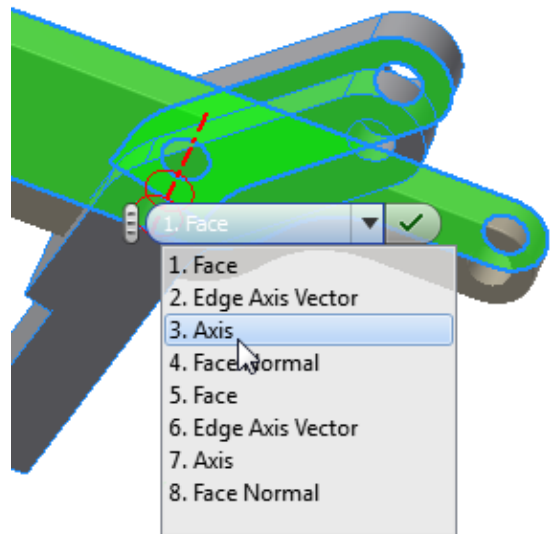 1. Face
1. Face
2. Edge Axis Vector
3. Axis
4. Face Normal
5. Face
6. Edge Axis Vector
7. Axis
8. Face Normal